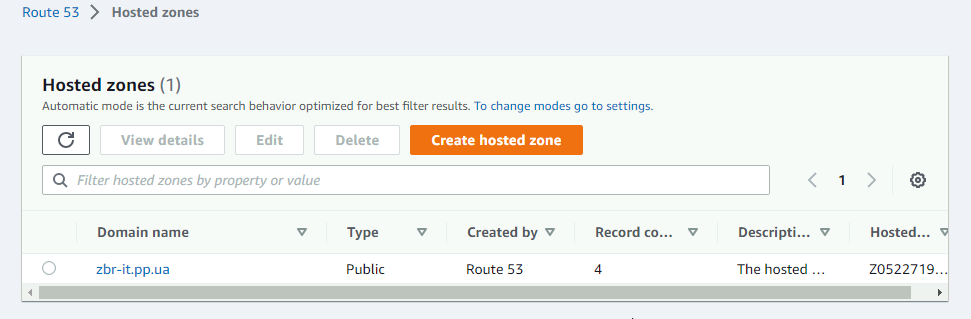 Route 53 > Hosted zones
Hosted zones (1)
Automatic mode is the current search behavior optimized for best filter results. To change modes go to settings.
View details Edit Delete Create hosted zone
Filter hosted zones by property or value
1
Domain name Type Created by Record co... Descripti... Hosted...
zbr-it.pp.ua Public Route 53 4 The hosted ... Z0522719...